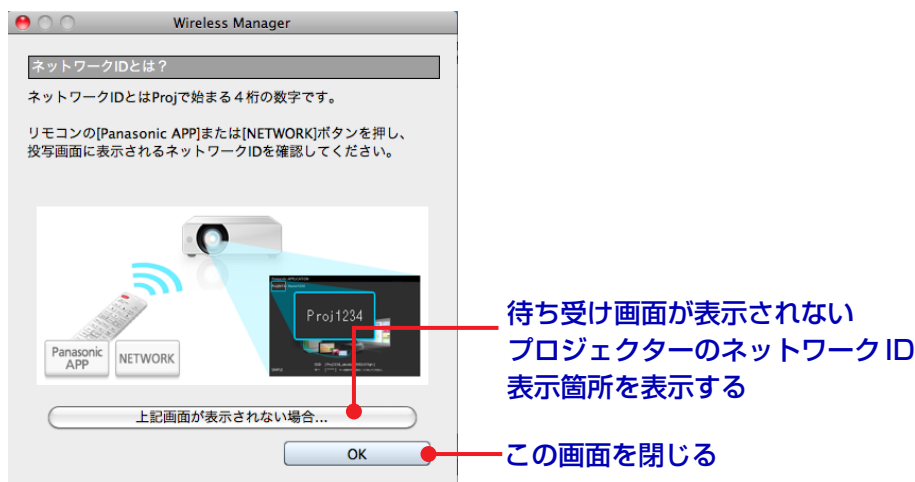 Wireless Manager
ネットワークIDとは？
ネットワークIDとはProjで始まる４桁の数字です。
リモコンの[Panasonic APP]または[NETWORK]ボタンを押し、
投写画面に表示されるネットワークIDを確認してください。
Proj1234
Panasonic
APP
NETWORK
上記画面が表示されない場合...
OK
待ち受け画面が表示されない
プロジェクターのネットワークID
表示箇所を表示する
この画面を閉じる